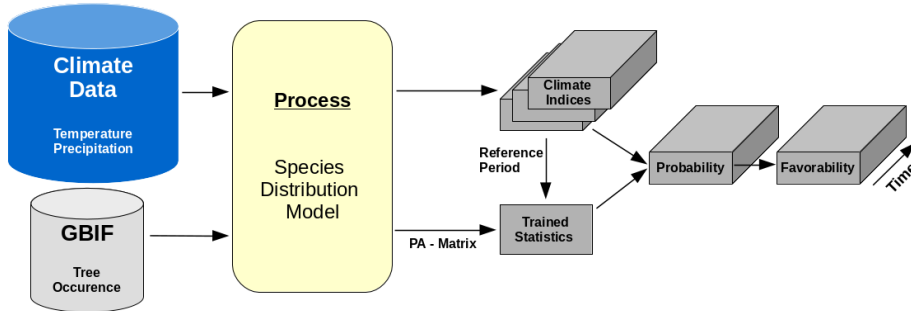 Climate
Data
Temperature
Precipitation
GBIF
Tree
Occurence
Process
Species
Distribution
Model
Climate
Indices
Reference
Period
PA - Matrix
Trained
Statistics
Probability
Favorability
Time